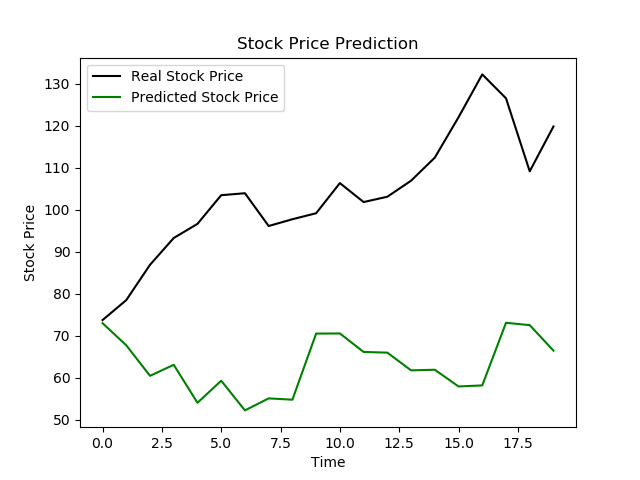 Stock Price Prediction
Real Stock Price
Predicted Stock Price
Stock Price
130
120
110
100
90
80
70
60
50
0.0 2.5 5.0 7.5 10.0 12.5 15.0 17.5
Time